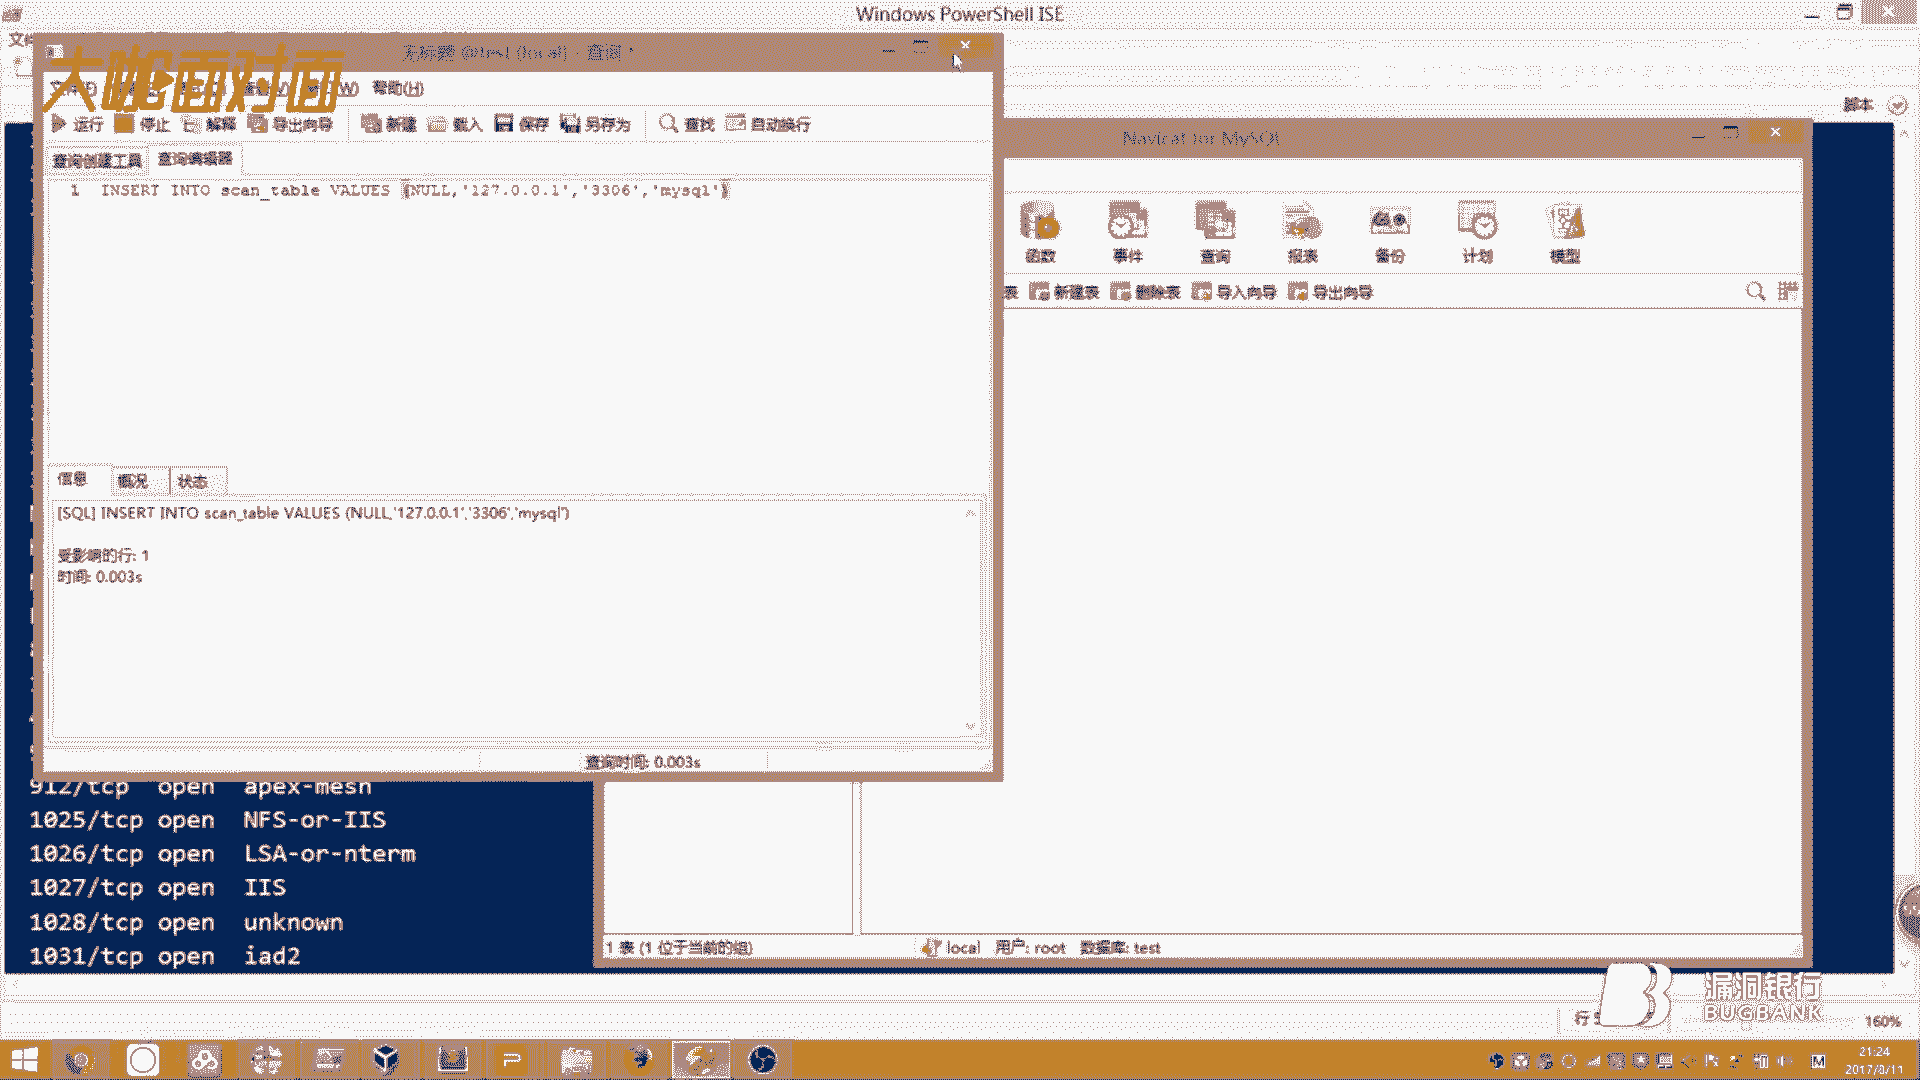 Windows PowerShell ISE
无标题 @test (local) - 查询 *
大咖面对面
帮助(H)
运行 停止 解释 导出向导 新建 载入 保存 另存为 查找 自动换行
脚本
查询创建工具 查询编辑器
1 INSERT INTO scan_table VALUES (NULL,'127.0.0.1','3306','mysql')
Navicat for MySQL
函数 事件 查询 报表 备份 计划 模型
表 新建表 删除表 导入向导 导出向导
信息 概况 状态
[SQL] INSERT INTO scan_table VALUES (NULL,'127.0.0.1','3306','mysql')
受影响的行: 1
时间: 0.003s
查询时间: 0.003s
912/tcp open apex-mesh
1025/tcp open NFS-or-IIS
1026/tcp open LSA-or-nterm
1027/tcp open IIS
1028/tcp open unknown
1031/tcp open iad2
1 表 (1 位于当前的组) local 用户: root 数据库: test
漏洞银行
BUGBANK
160%
21:24
2017/8/11